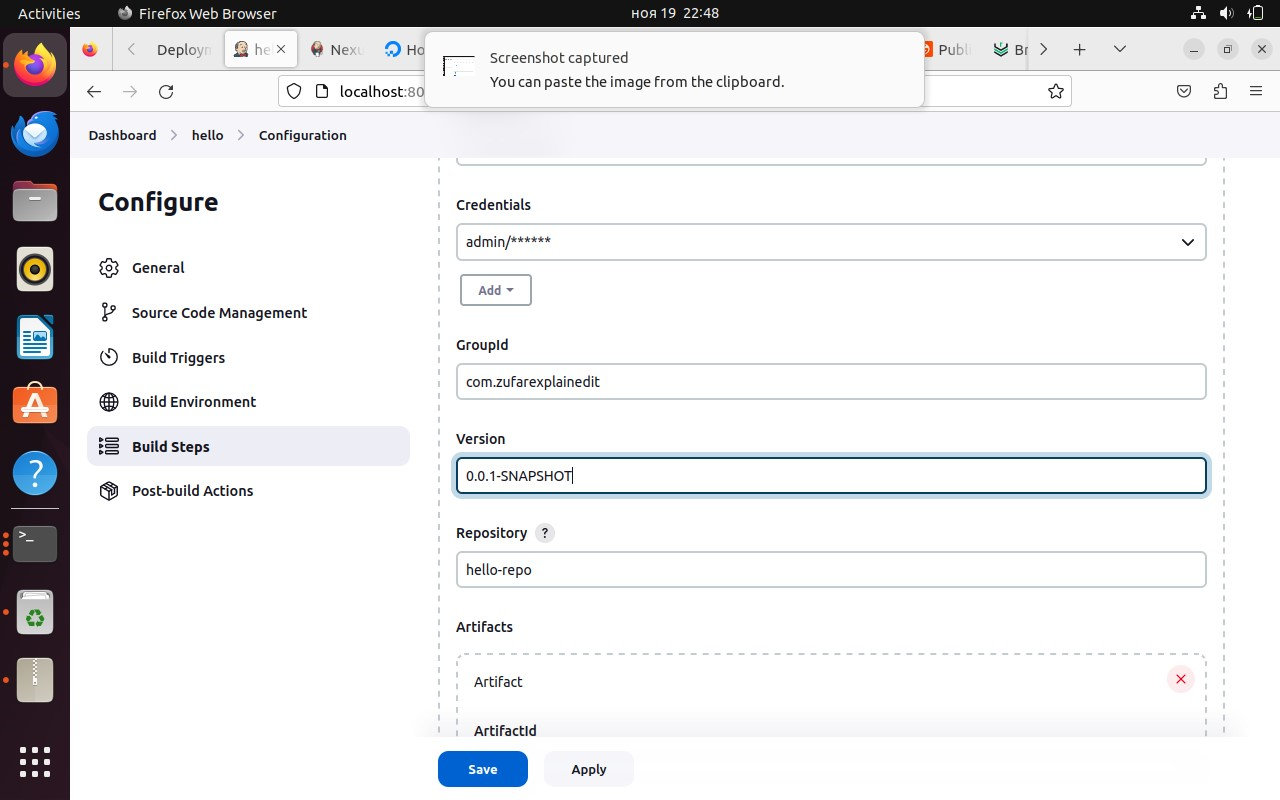 Activities
Firefox Web Browser
ноя 19 22:48
Deploym
he
Nexu
Ho
Publ
Br
Screenshot captured
You can paste the image from the clipboard.
localhost:80
Dashboard
hello
Configuration
Configure
General
Source Code Management
Build Triggers
Build Environment
Build Steps
Post-build Actions
Credentials
admin/******
Add
GroupId
com.zufarexplainedit
Version
0.0.1-SNAPSHOT
Repository ?
hello-repo
Artifacts
Artifact
ArtifactId
Save
Apply